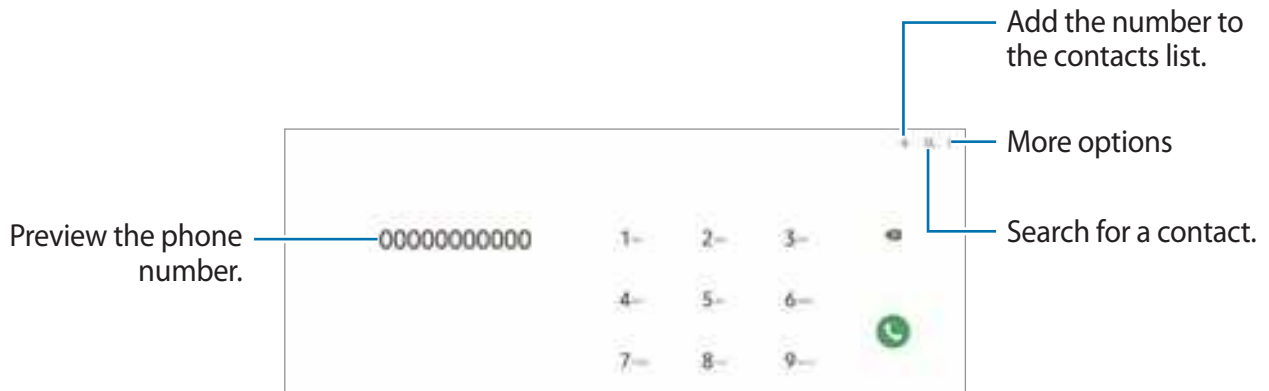 Add the number to
the contacts list.
More options
Preview the phone
number.
00000000000
1
2
3
Search for a contact.
4
5
6
7
8
9